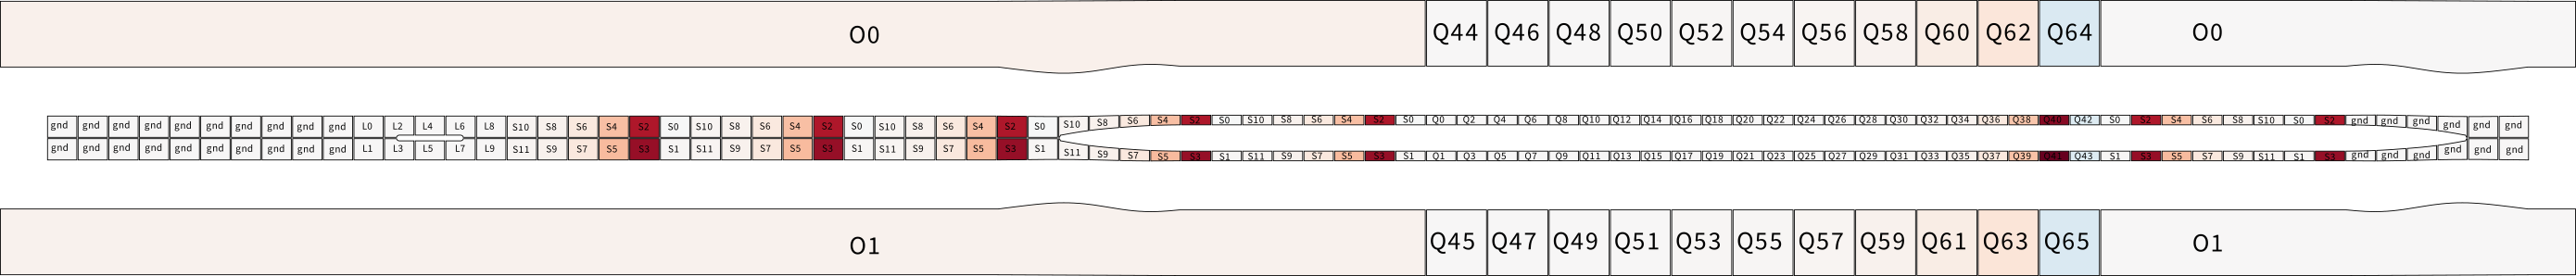 O0 Q44 Q46 Q48 Q50 Q52 Q54 Q56 Q58 Q60 Q62 Q64 O0
gnd gnd gnd gnd gnd gnd gnd gnd gnd gnd L0 L2 L4 L6 L8 S10 S8 S6 S4 S2 S0 S10 S8 S6 S4 S2 S0 S10 S8 S6 S4 S2 S0 S10 S8 S6 S4 S2 S0 S10 S8 S6 S4 S2 S0 Q0 Q2 Q4 Q6 Q8 Q10 Q12 Q14 Q16 Q18 Q20 Q22 Q24 Q26 Q28 Q30 Q32 Q34 Q36 Q38 Q40 Q42 S0 S2 S4 S6 S8 S10 S0 S2 gnd gnd gnd gnd gnd gnd
gnd gnd gnd gnd gnd gnd gnd gnd gnd gnd L1 L3 L5 L7 L9 S11 S9 S7 S5 S3 S1 S11 S9 S7 S5 S3 S1 S11 S9 S7 S5 S3 S1 S11 S9 S7 S5 S3 S1 S11 S9 S7 S5 S3 S1 Q1 Q3 Q5 Q7 Q9 Q11 Q13 Q15 Q17 Q19 Q21 Q23 Q25 Q27 Q29 Q31 Q33 Q35 Q37 Q39 Q41 Q43 S1 S3 S5 S7 S9 S11 S1 S3 gnd gnd gnd gnd gnd gnd
O1 Q45 Q47 Q49 Q51 Q53 Q55 Q57 Q59 Q61 Q63 Q65 O1